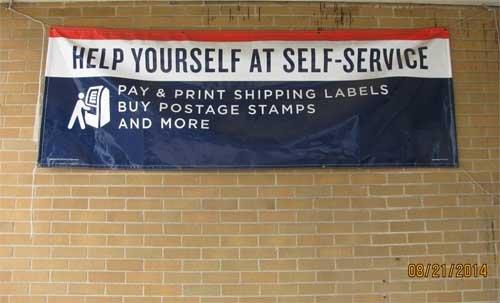 HELP YOURSELF AT SELF-SERVICE
PAY & PRINT SHIPPING LABELS
BUY POSTAGE STAMPS
AND MORE
08/21/2014